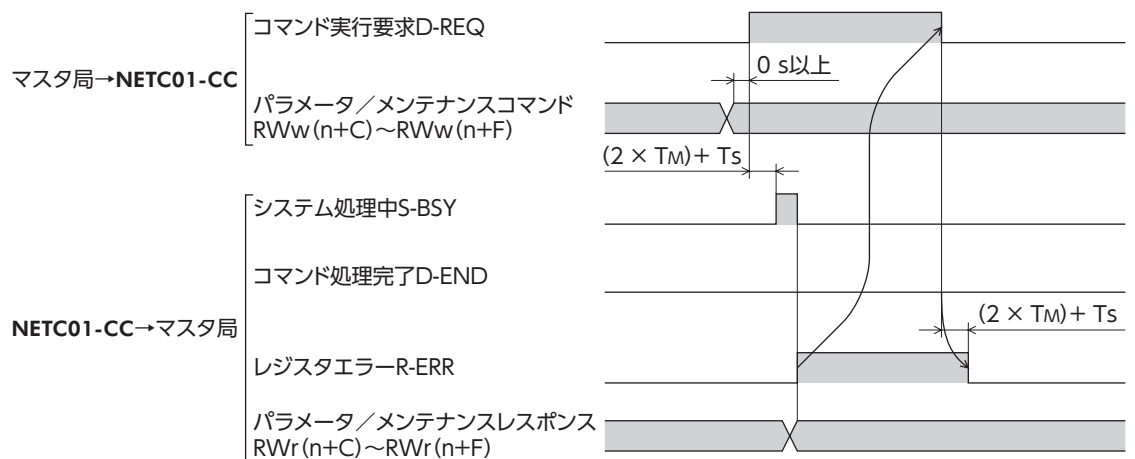 コマンド実行要求D-REQ
マスタ局→NETC01-CC
0 s以上
パラメータ／メンテナンスコマンド
RWw(n+C)～RWw(n+F)
(2 × TM)+ Ts
システム処理中S-BSY
コマンド処理完了D-END
NETC01-CC→マスタ局
(2 × TM)+ Ts
レジスタエラーR-ERR
パラメータ／メンテナンスレスポンス
RWr(n+C)～RWr(n+F)